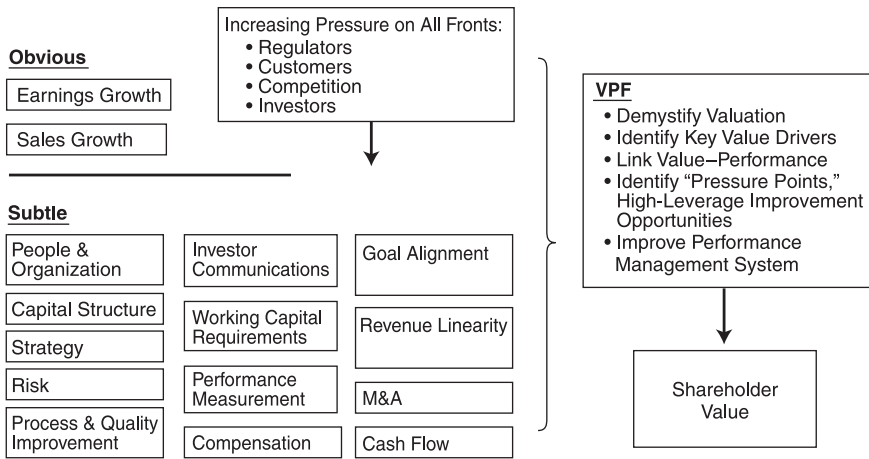 Increasing Pressure on All Fronts:
• Regulators
• Customers
• Competition
• Investors
Obvious
Earnings Growth
Sales Growth
Subtle
People &
Organization
Capital Structure
Strategy
Risk
Process & Quality
Improvement
Investor
Communications
Working Capital
Requirements
Performance
Measurement
Compensation
Goal Alignment
Revenue Linearity
M&A
Cash Flow
VPF
• Demystify Valuation
• Identify Key Value Drivers
• Link Value–Performance
• Identify “Pressure Points,”
High-Leverage Improvement
Opportunities
• Improve Performance
Management System
Shareholder
Value